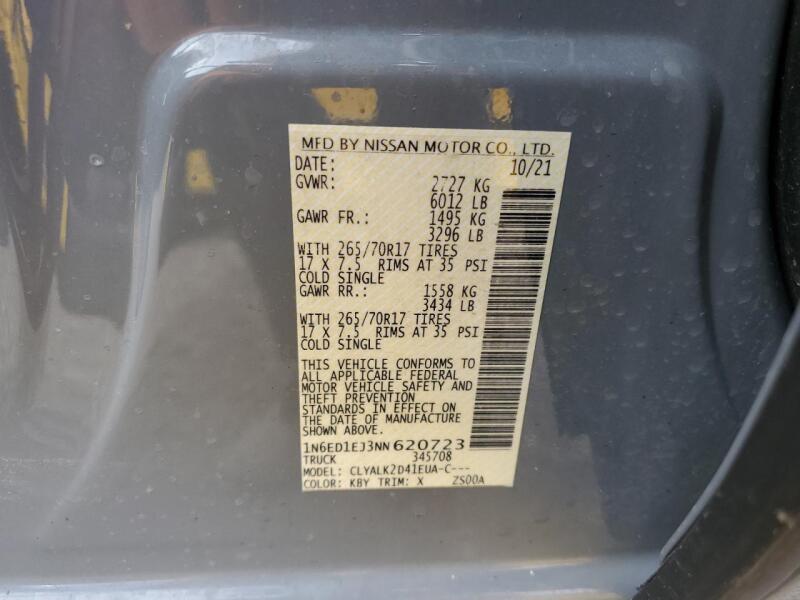 MFD BY NISSAN MOTOR CO., LTD.
DATE: 10/21
GVWR: 2727 KG
6012 LB
GAWR FR.: 1495 KG
3296 LB
WITH 265/70R17 TIRES
17 X 7.5 RIMS AT 35 PSI
COLD SINGLE
GAWR RR.: 1558 KG
3434 LB
WITH 265/70R17 TIRES
17 X 7.5 RIMS AT 35 PSI
COLD SINGLE
THIS VEHICLE CONFORMS TO
ALL APPLICABLE FEDERAL
MOTOR VEHICLE SAFETY AND
THEFT PREVENTION
STANDARDS IN EFFECT ON
THE DATE OF MANUFACTURE
SHOWN ABOVE.
1N6ED1EJ3NN620723
TRUCK 345708
MODEL: CLYALK2D41EUA-C---
COLOR: KBY TRIM: X ZS00A